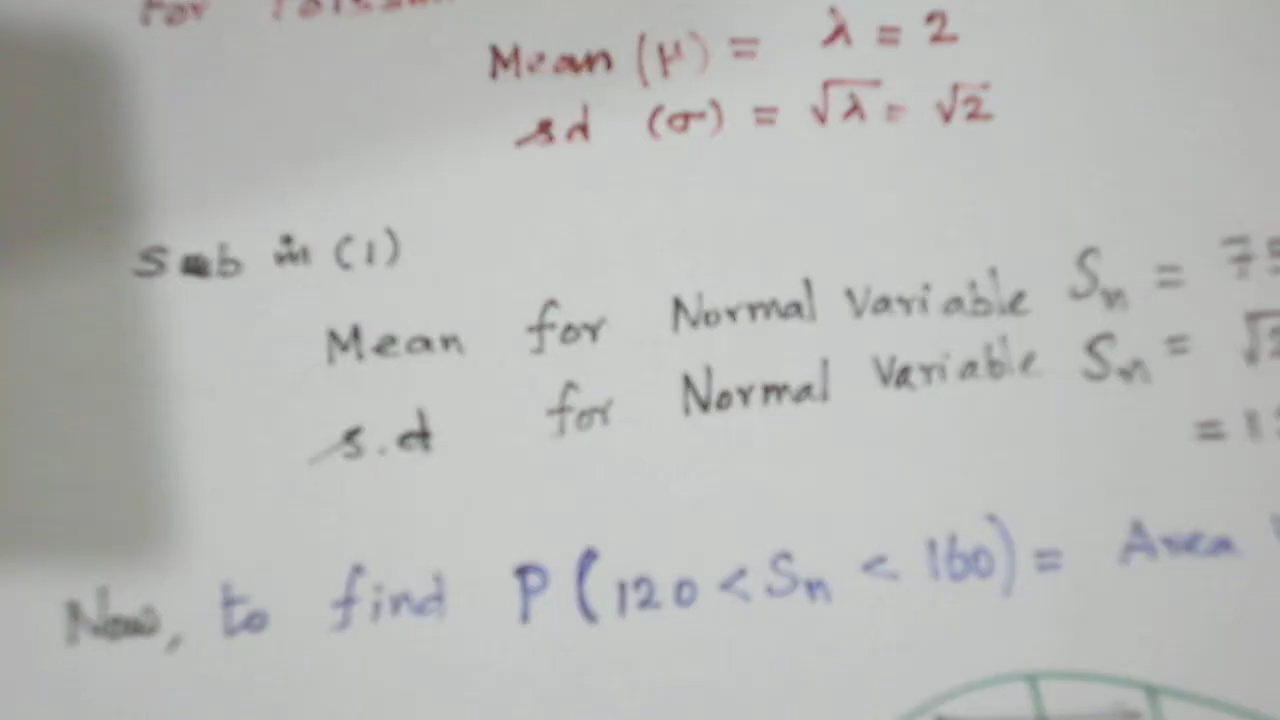 for
Mean (μ) = λ = 2
sd (σ) = √λ = √2
Sub in (1)
Mean for Normal Variable Sn =
s.d for Normal Variable Sn =
=
Now, to find P(120 < Sn < 160) = Area